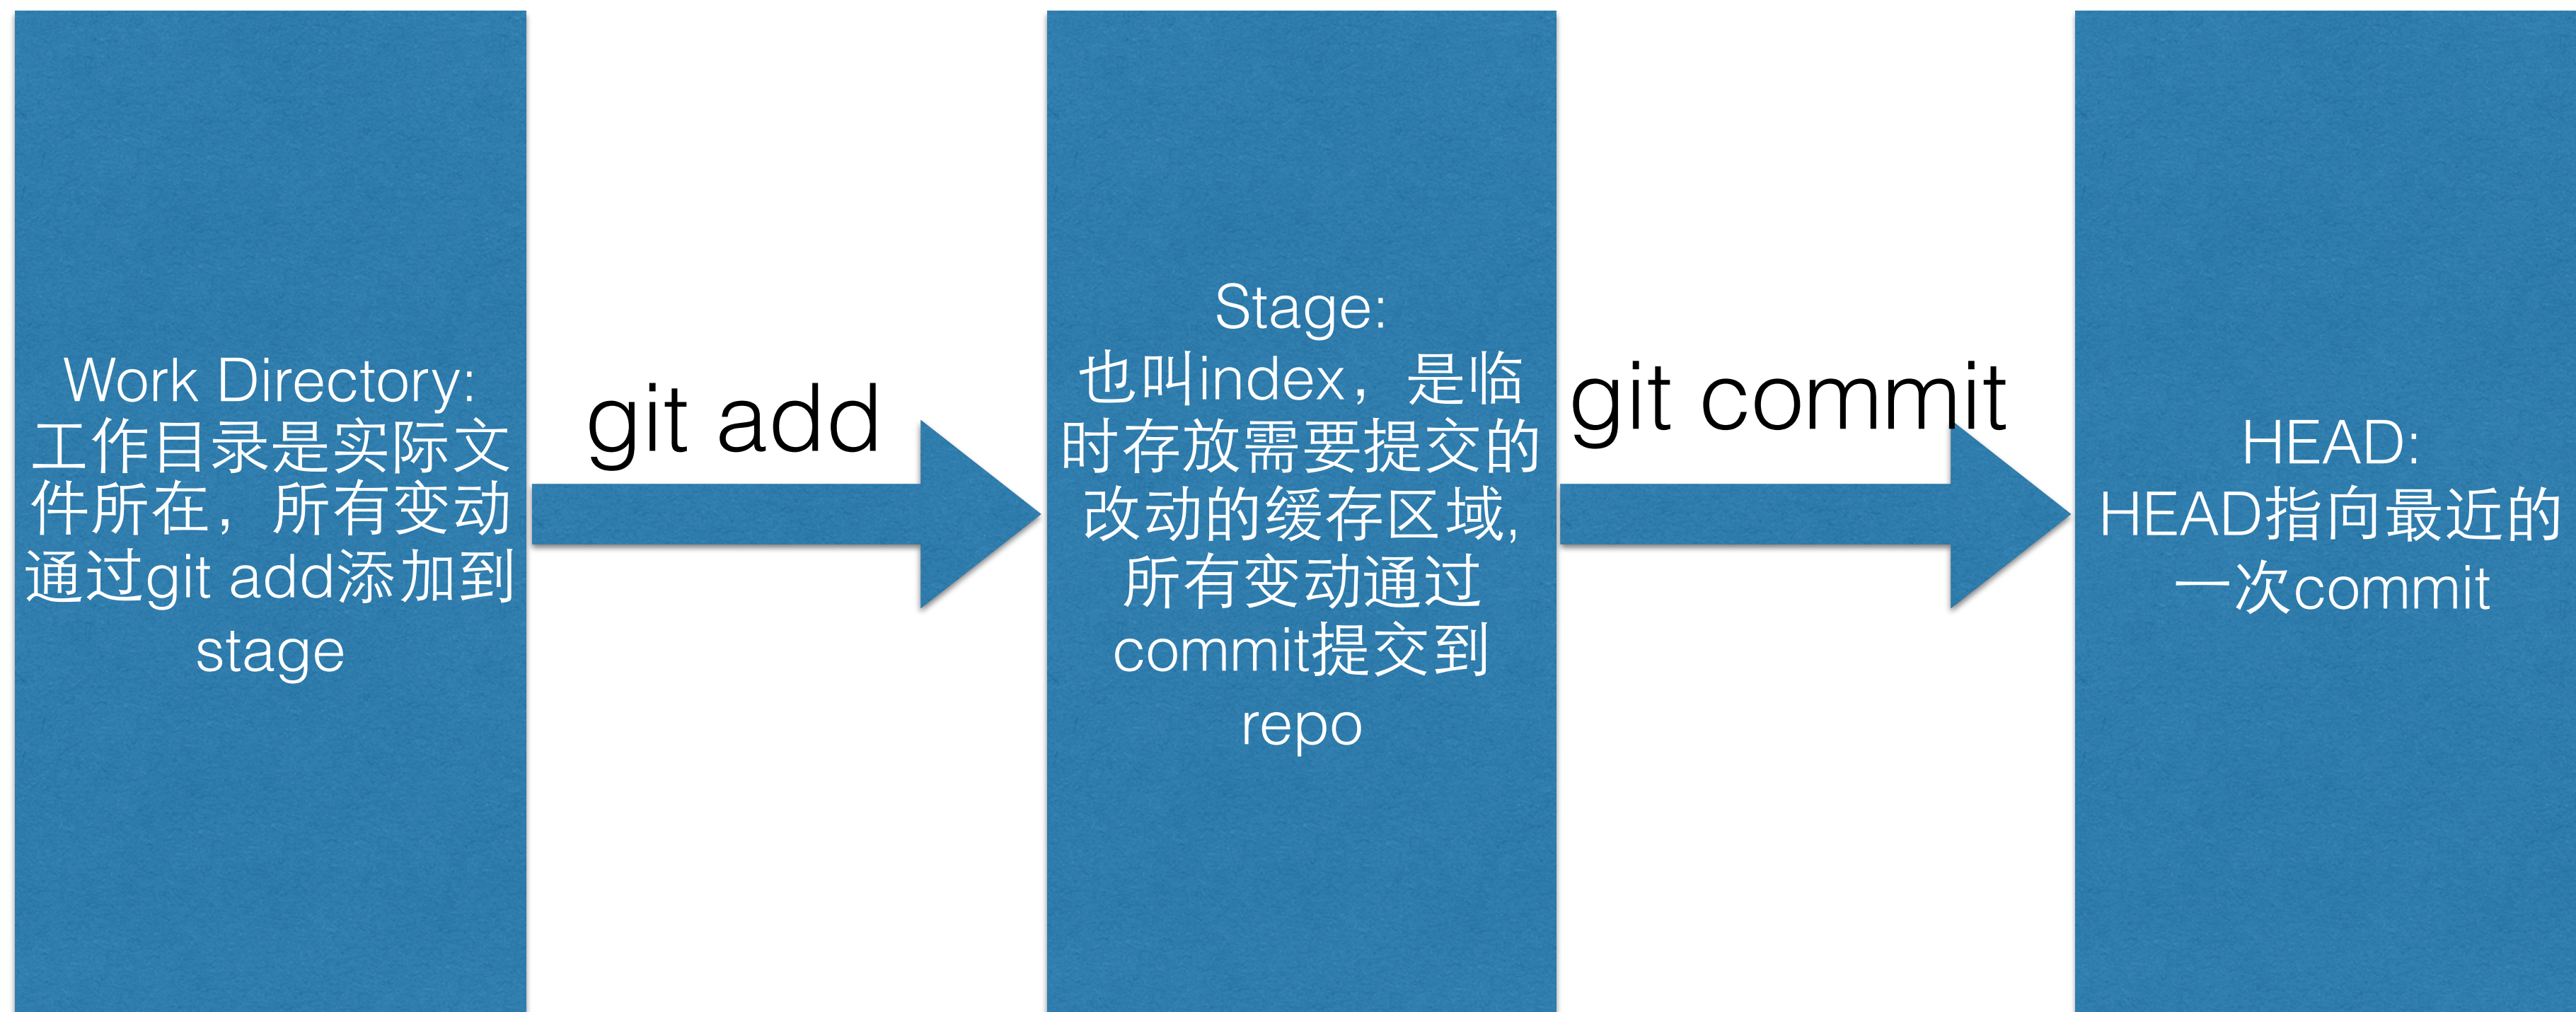 Work Directory:
工作目录是实际文
件所在，所有变动
通过git add添加到
stage
git add
Stage:
也叫index，是临
时存放需要提交的
改动的缓存区域,
所有变动通过
commit提交到
repo
git commit
HEAD:
HEAD指向最近的
一次commit